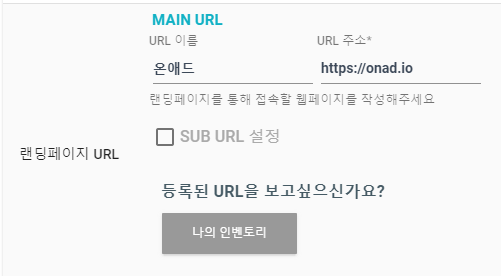 MAIN URL
URL 이름 URL 주소*
온애드 https://onad.io
랜딩페이지를 통해 접속할 웹페이지를 작성해주세요
SUB URL 설정
랜딩페이지 URL
등록된 URL을 보고싶으신가요?
나의 인벤토리